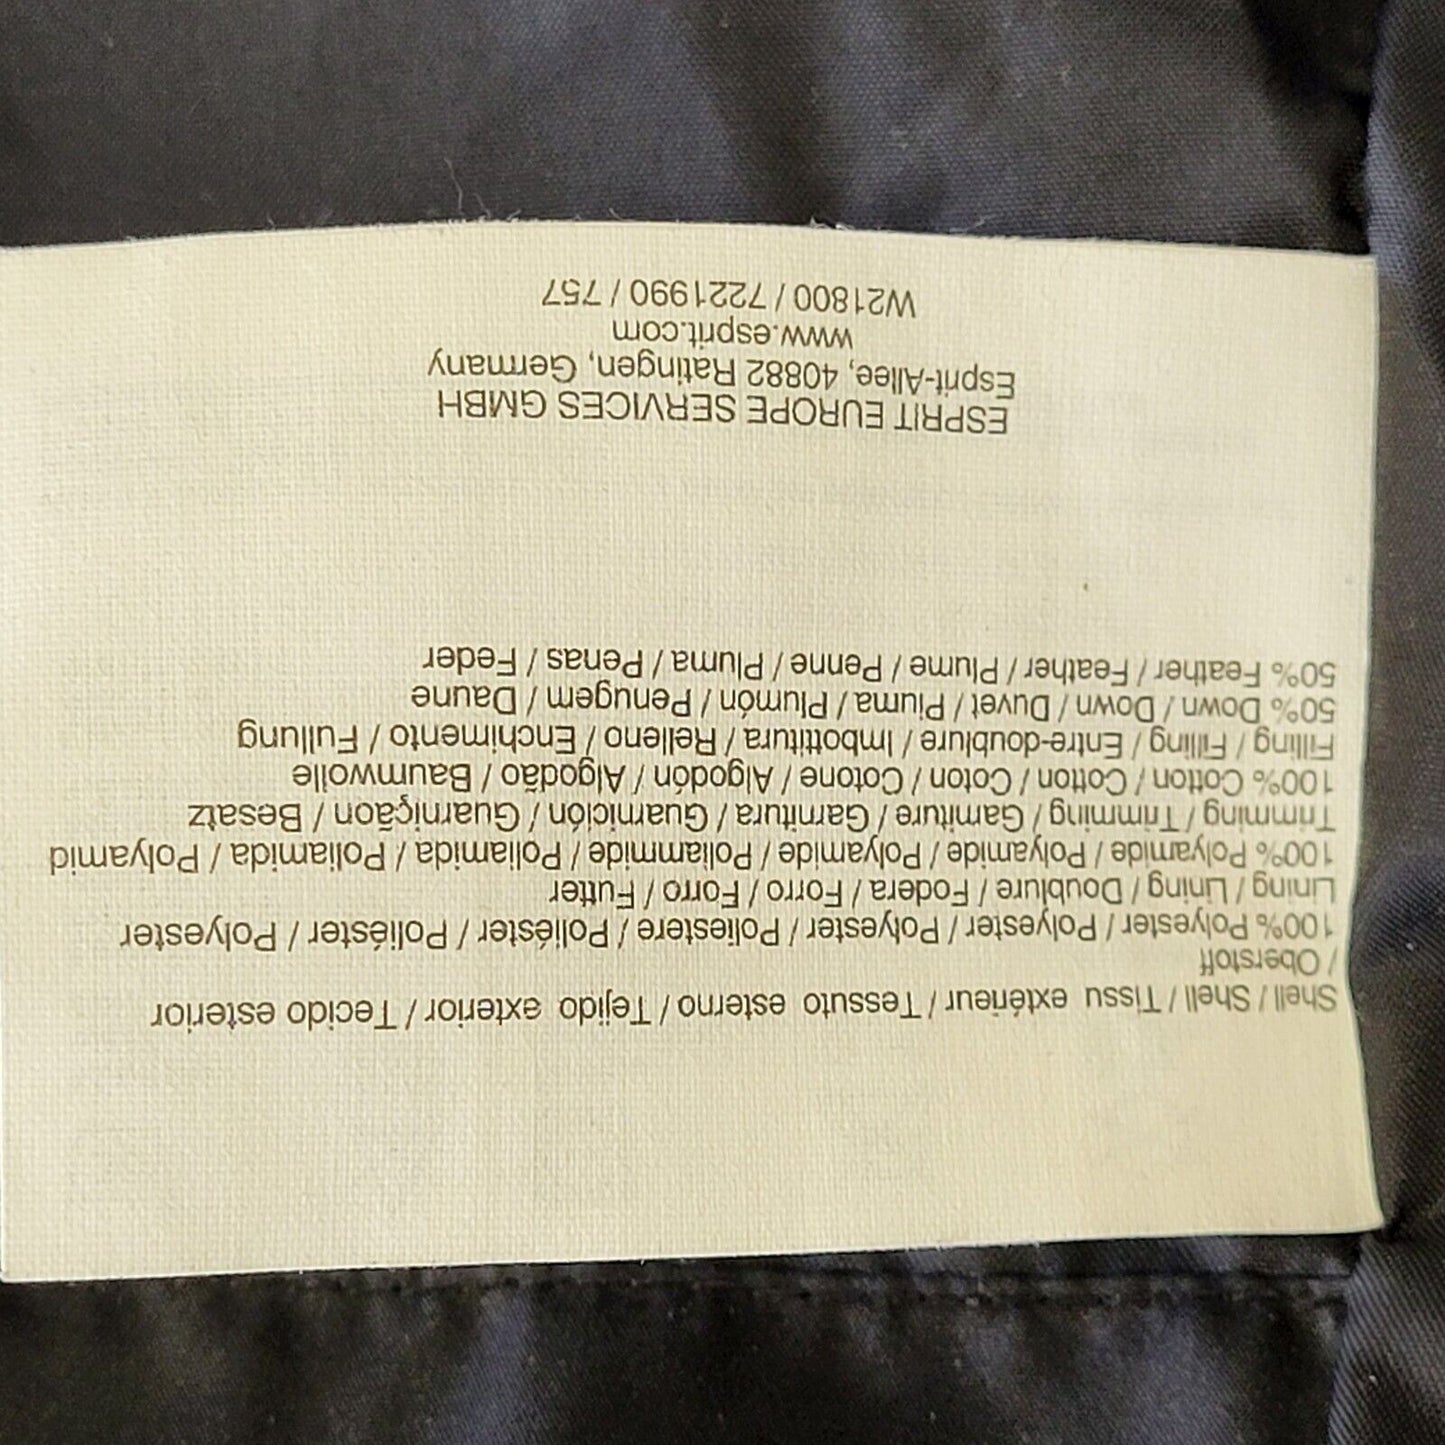 Shell / Shell / Tissu extérieur / Tessuto esterno / Tejido exterior / Tecido esterior
/ Oberstoff
100% Polyester / Polyester / Polyester / Poliestere / Poliéster / Poliéster / Polyester
Lining / Lining / Doublure / Fodera / Forro / Forro / Futter
100% Polyamide / Polyamide / Polyamide / Poliammide / Poliamida / Poliamida / Polyamid
Trimming / Trimming / Garniture / Garnitura / Guarnición / Guarniçãon / Besatz
100% Cotton / Cotton / Coton / Cotone / Algodón / Algodão / Baumwolle
Filling / Filling / Entre-doublure / Imbottitura / Relleno / Enchimento / Fullung
50% Down / Down / Duvet / Piuma / Plumón / Penugem / Daune
50% Feather / Feather / Plume / Penne / Pluma / Penas / Feder
ESPRIT EUROPE SERVICES GMBH
Esprit-Allee, 40882 Ratingen, Germany
www.esprit.com
W21800 / 7221990 / 757